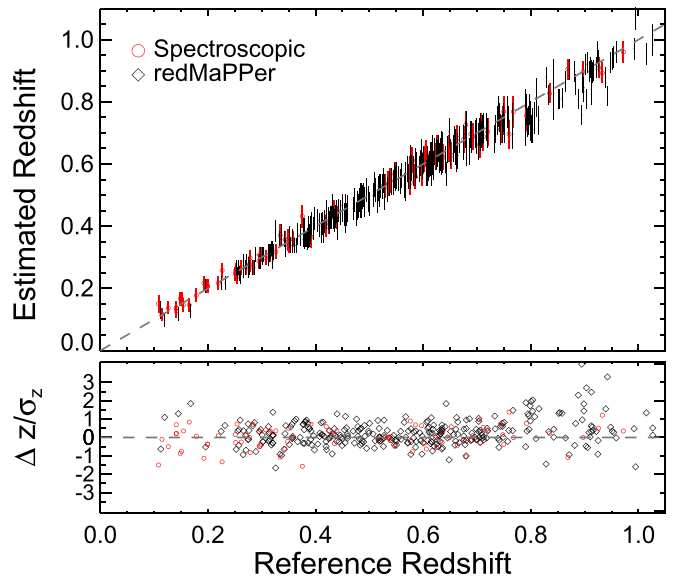 Estimated Redshift
1.0
0.8
0.6
0.4
0.2
0.0
Spectroscopic
redMaPPer
Δ z/σz
3
2
1
0
-1
-2
-3
0.0 0.2 0.4 0.6 0.8 1.0
Reference Redshift